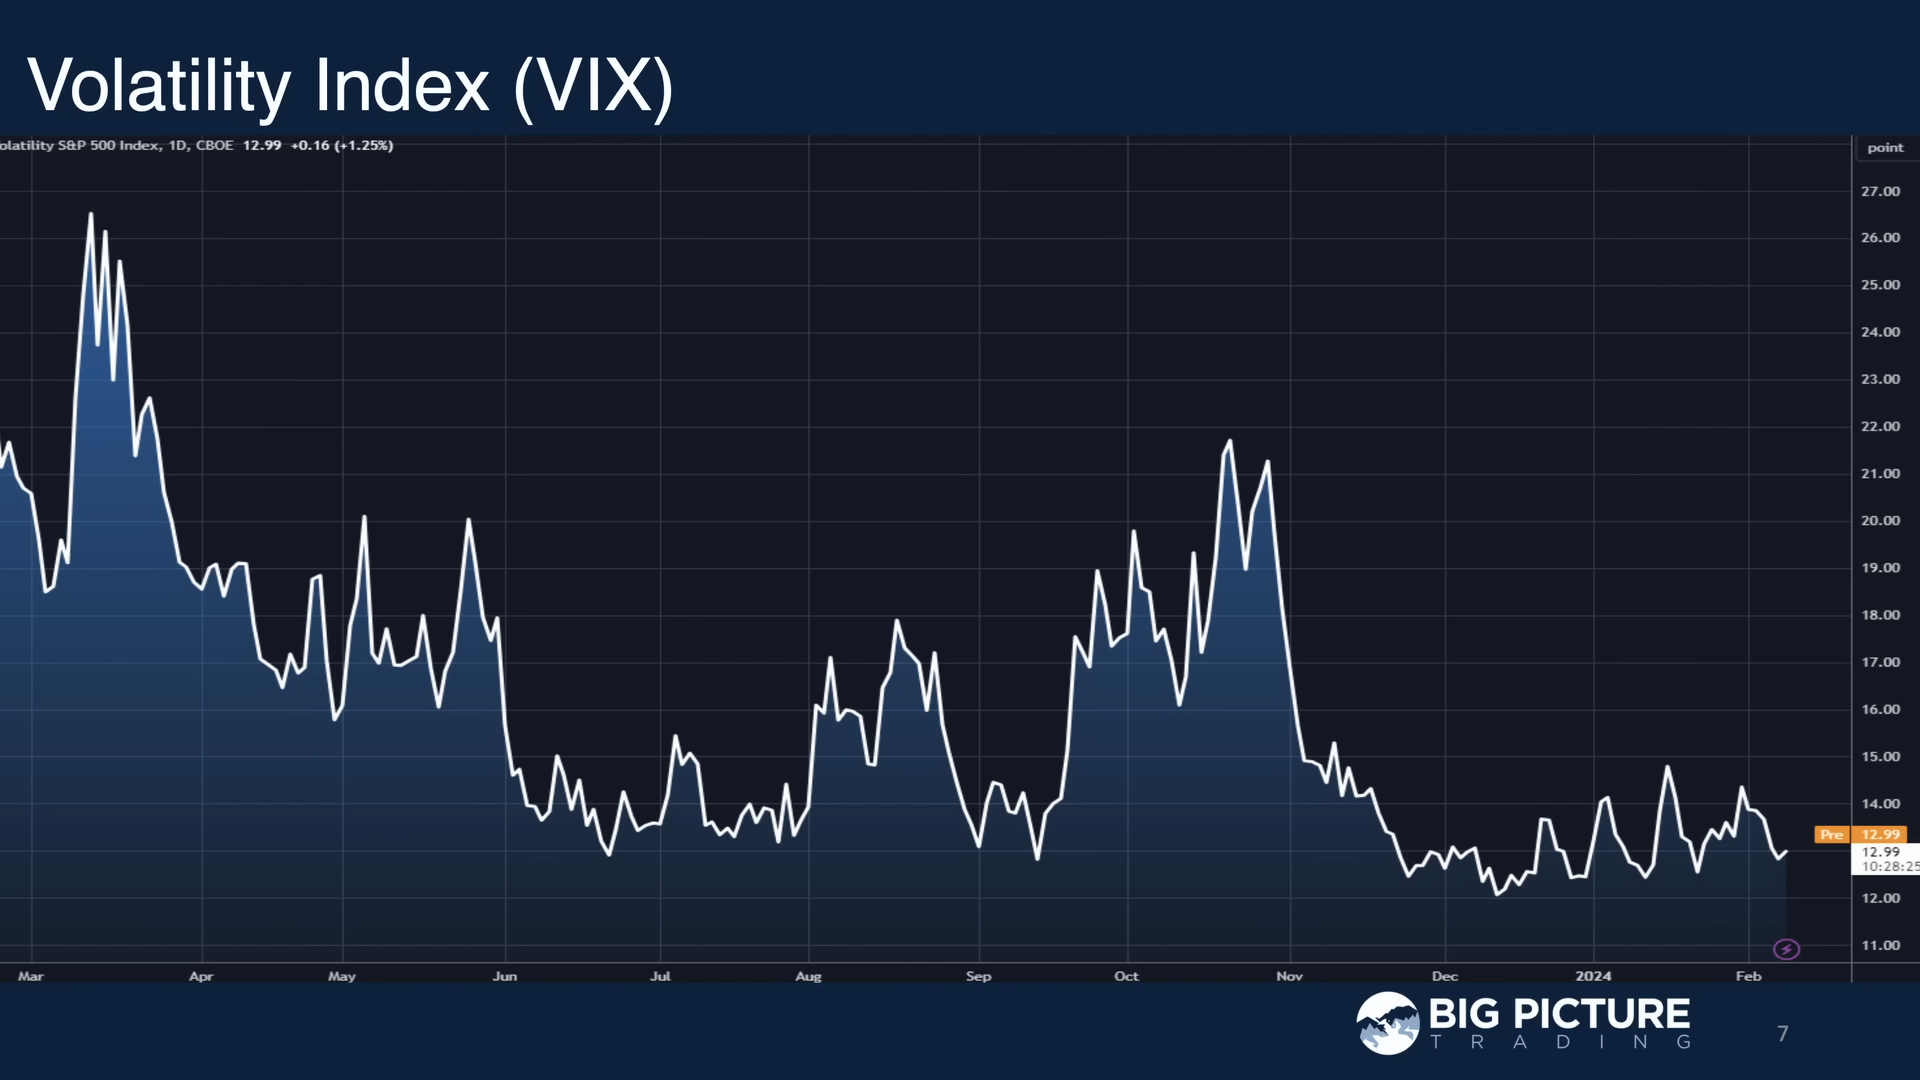 Volatility Index (VIX)
olatility S&P 500 Index, 1D, CBOE 12.99 +0.16 (+1.25%)
point
27.00
26.00
25.00
24.00
23.00
22.00
21.00
20.00
19.00
18.00
17.00
16.00
15.00
14.00
Pre 12.99
12.99
10:28:25
12.00
11.00
Mar Apr May Jun Jul Aug Sep Oct Nov Dec 2024 Feb
BIG PICTURE
TRADING
7